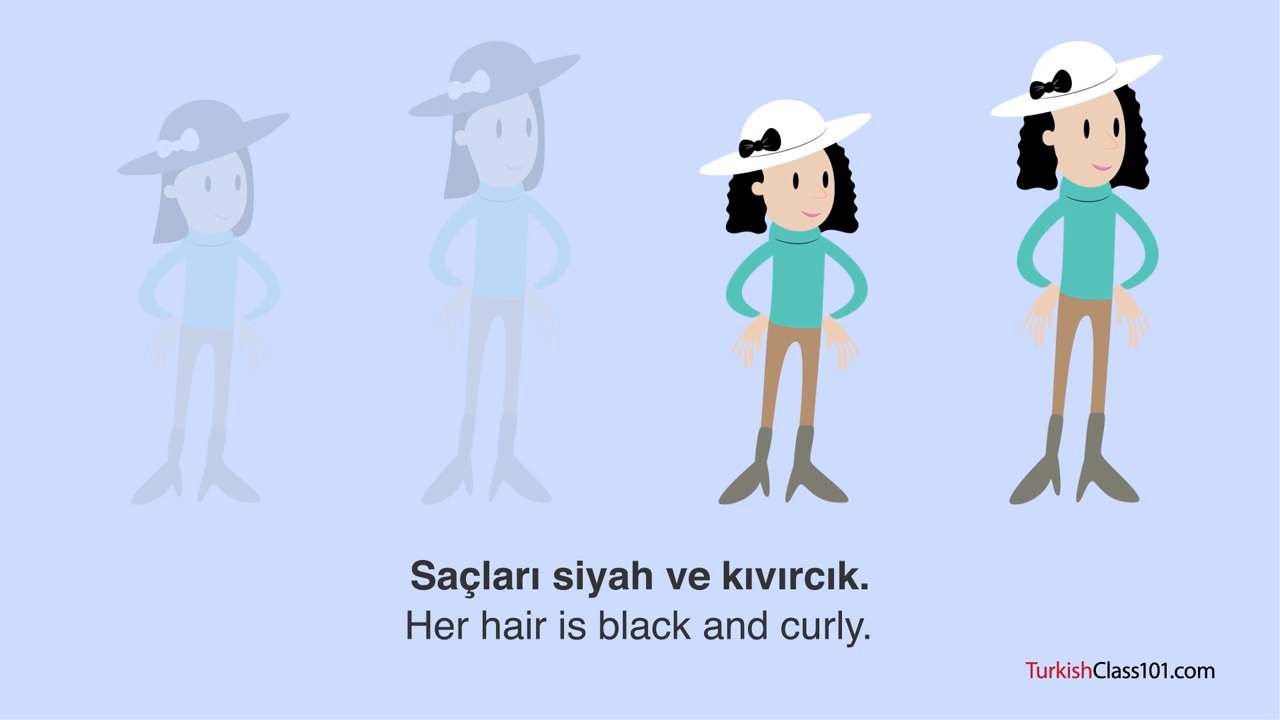 Saçları siyah ve kıvırcık.
Her hair is black and curly.
TurkishClass101.com